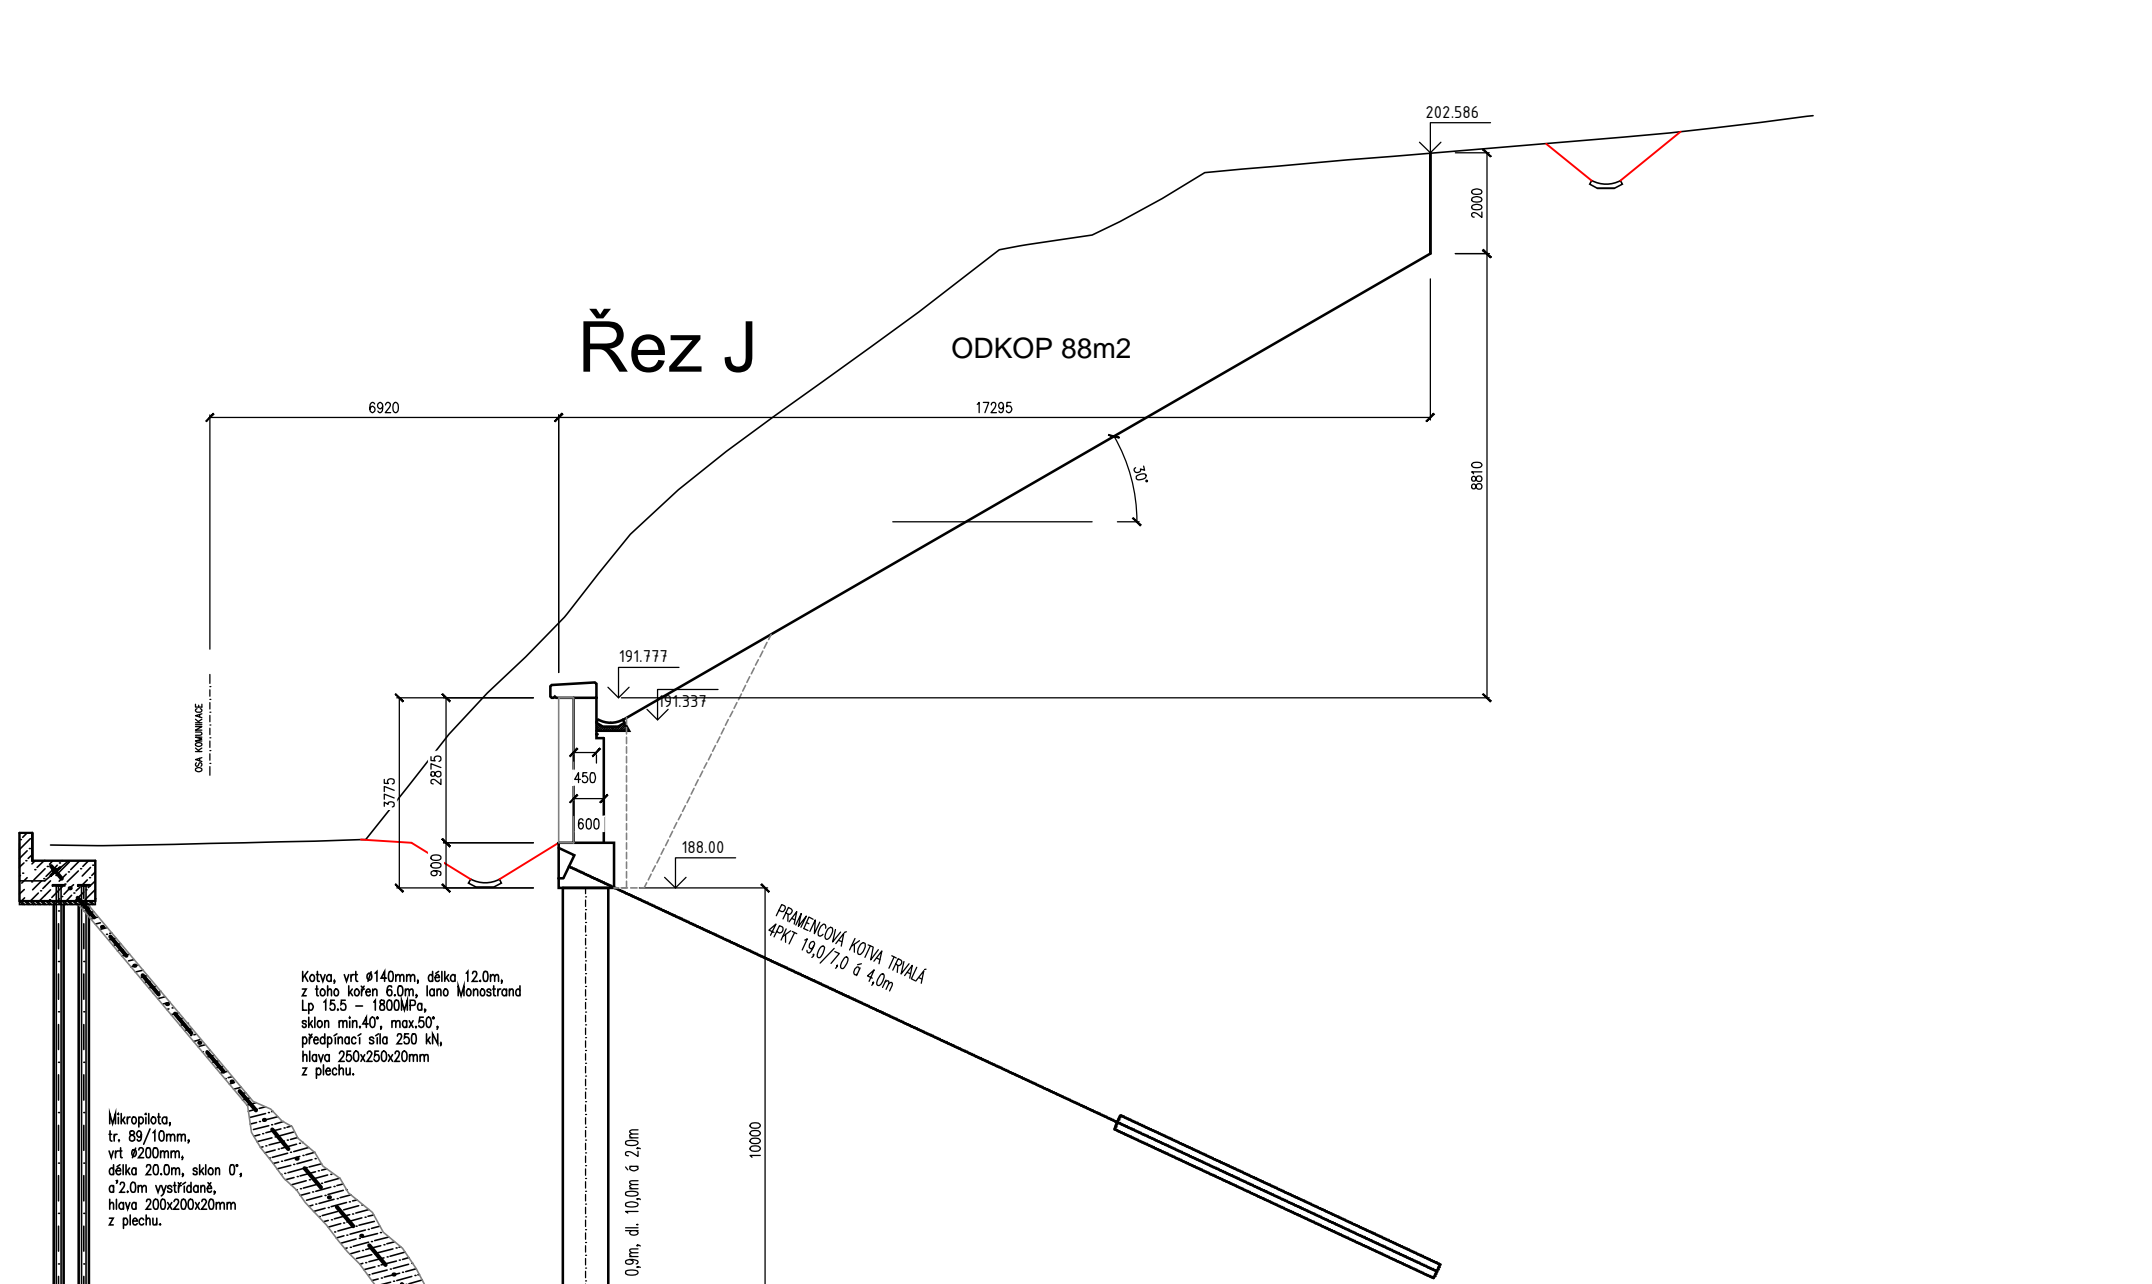 202.586
2000
Řez J
ODKOP 88m2
6920
17295
30°
8810
191.777
191.337
OSA KOMUNIKACE
2875
3775
450
600
900
188.00
PRAMENCOVÁ KOTVA TRVALÁ
4PKT 19,0/7,0 á 4,0m
Kotva, vrt ø140mm, délka 12.0m,
z toho kořen 6.0m, lano Monostrand
Lp 15.5 – 1800MPa,
sklon min.40°, max.50°,
předpínací síla 250 kN,
hlava 250x250x20mm
z plechu.
Mikropilota,
tr. 89/10mm,
vrt ø200mm,
délka 20.0m, sklon 0°,
a'2.0m vystřídaně,
hlava 200x200x20mm
z plechu.
10000
0,9m, dl. 10,0m á 2,0m